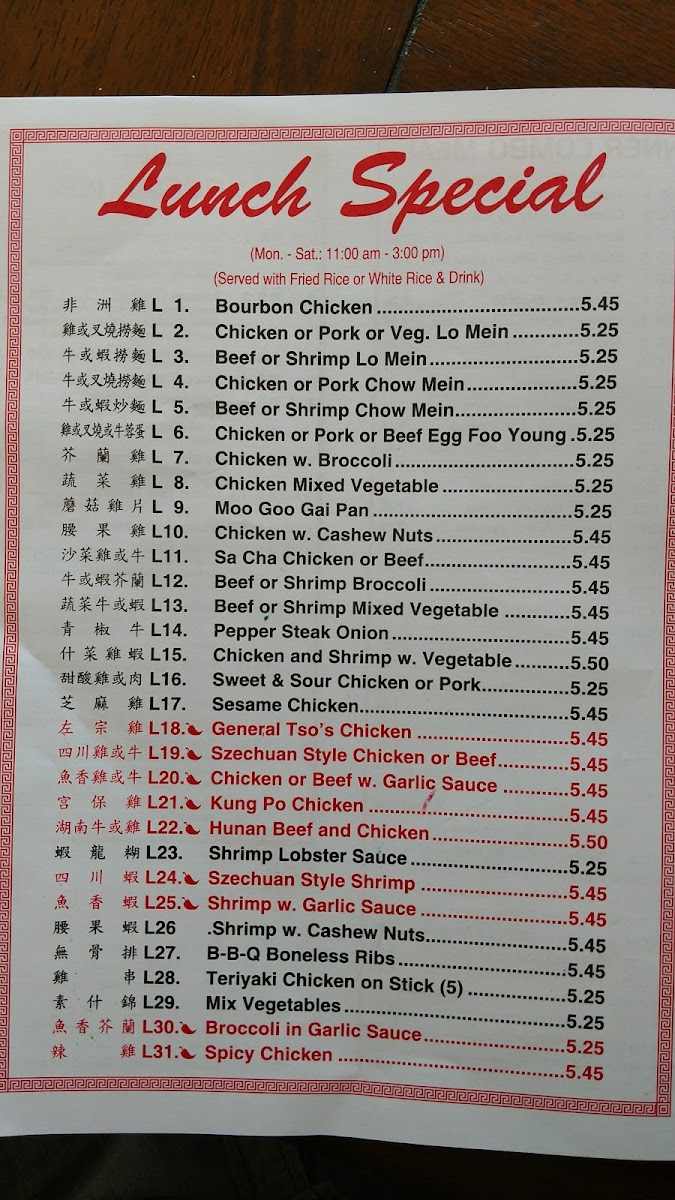 Lunch Special
(Mon. - Sat.: 11:00 am - 3:00 pm)
(Served with Fried Rice or White Rice & Drink)
非洲雞 L 1. Bourbon Chicken ................................5.45
雞或叉燒撈麵 L 2. Chicken or Pork or Veg. Lo Mein ..........5.25
牛或蝦撈麵 L 3. Beef or Shrimp Lo Mein.......................5.25
牛或叉燒撈麵 L 4. Chicken or Pork Chow Mein.................5.25
牛或蝦炒麵 L 5. Beef or Shrimp Chow Mein...................5.25
雞或叉燒或牛蓉蛋 L 6. Chicken or Pork or Beef Egg Foo Young .5.25
芥蘭雞 L 7. Chicken w. Broccoli............................5.25
蔬菜雞 L 8. Chicken Mixed Vegetable.....................5.25
蘑菇雞片 L 9. Moo Goo Gai Pan ...............................5.25
腰果雞 L10. Chicken w. Cashew Nuts......................5.45
沙菜雞或牛 L11. Sa Cha Chicken or Beef.......................5.45
牛或蝦芥蘭 L12. Beef or Shrimp Broccoli ......................5.45
蔬菜牛或蝦 L13. Beef or Shrimp Mixed Vegetable ...........5.45
青椒牛 L14. Pepper Steak Onion............................5.45
什菜雞蝦 L15. Chicken and Shrimp w. Vegetable..........5.50
甜酸雞或肉 L16. Sweet & Sour Chicken or Pork..............5.25
芝麻雞 L17. Sesame Chicken.................................5.45
左宗雞 L18. General Tso's Chicken .........................5.45
四川雞或牛 L19. Szechuan Style Chicken or Beef...........5.45
魚香雞或牛 L20. Chicken or Beef w. Garlic Sauce ...........5.45
宮保雞 L21. Kung Po Chicken ...............................5.45
湖南牛或雞 L22. Hunan Beef and Chicken.....................5.50
蝦龍糊 L23. Shrimp Lobster Sauce ........................5.25
四川蝦 L24. Szechuan Style Shrimp .......................5.45
魚香蝦 L25. Shrimp w. Garlic Sauce .......................5.45
腰果蝦 L26 .Shrimp w. Cashew Nuts......................5.45
無骨排 L27. B-B-Q Boneless Ribs...........................5.45
雞串 L28. Teriyaki Chicken on Stick (5) .................5.25
素什錦 L29. Mix Vegetables...................................5.25
魚香芥蘭 L30. Broccoli in Garlic Sauce......................5.25
辣雞 L31. Spicy Chicken ...................................5.45